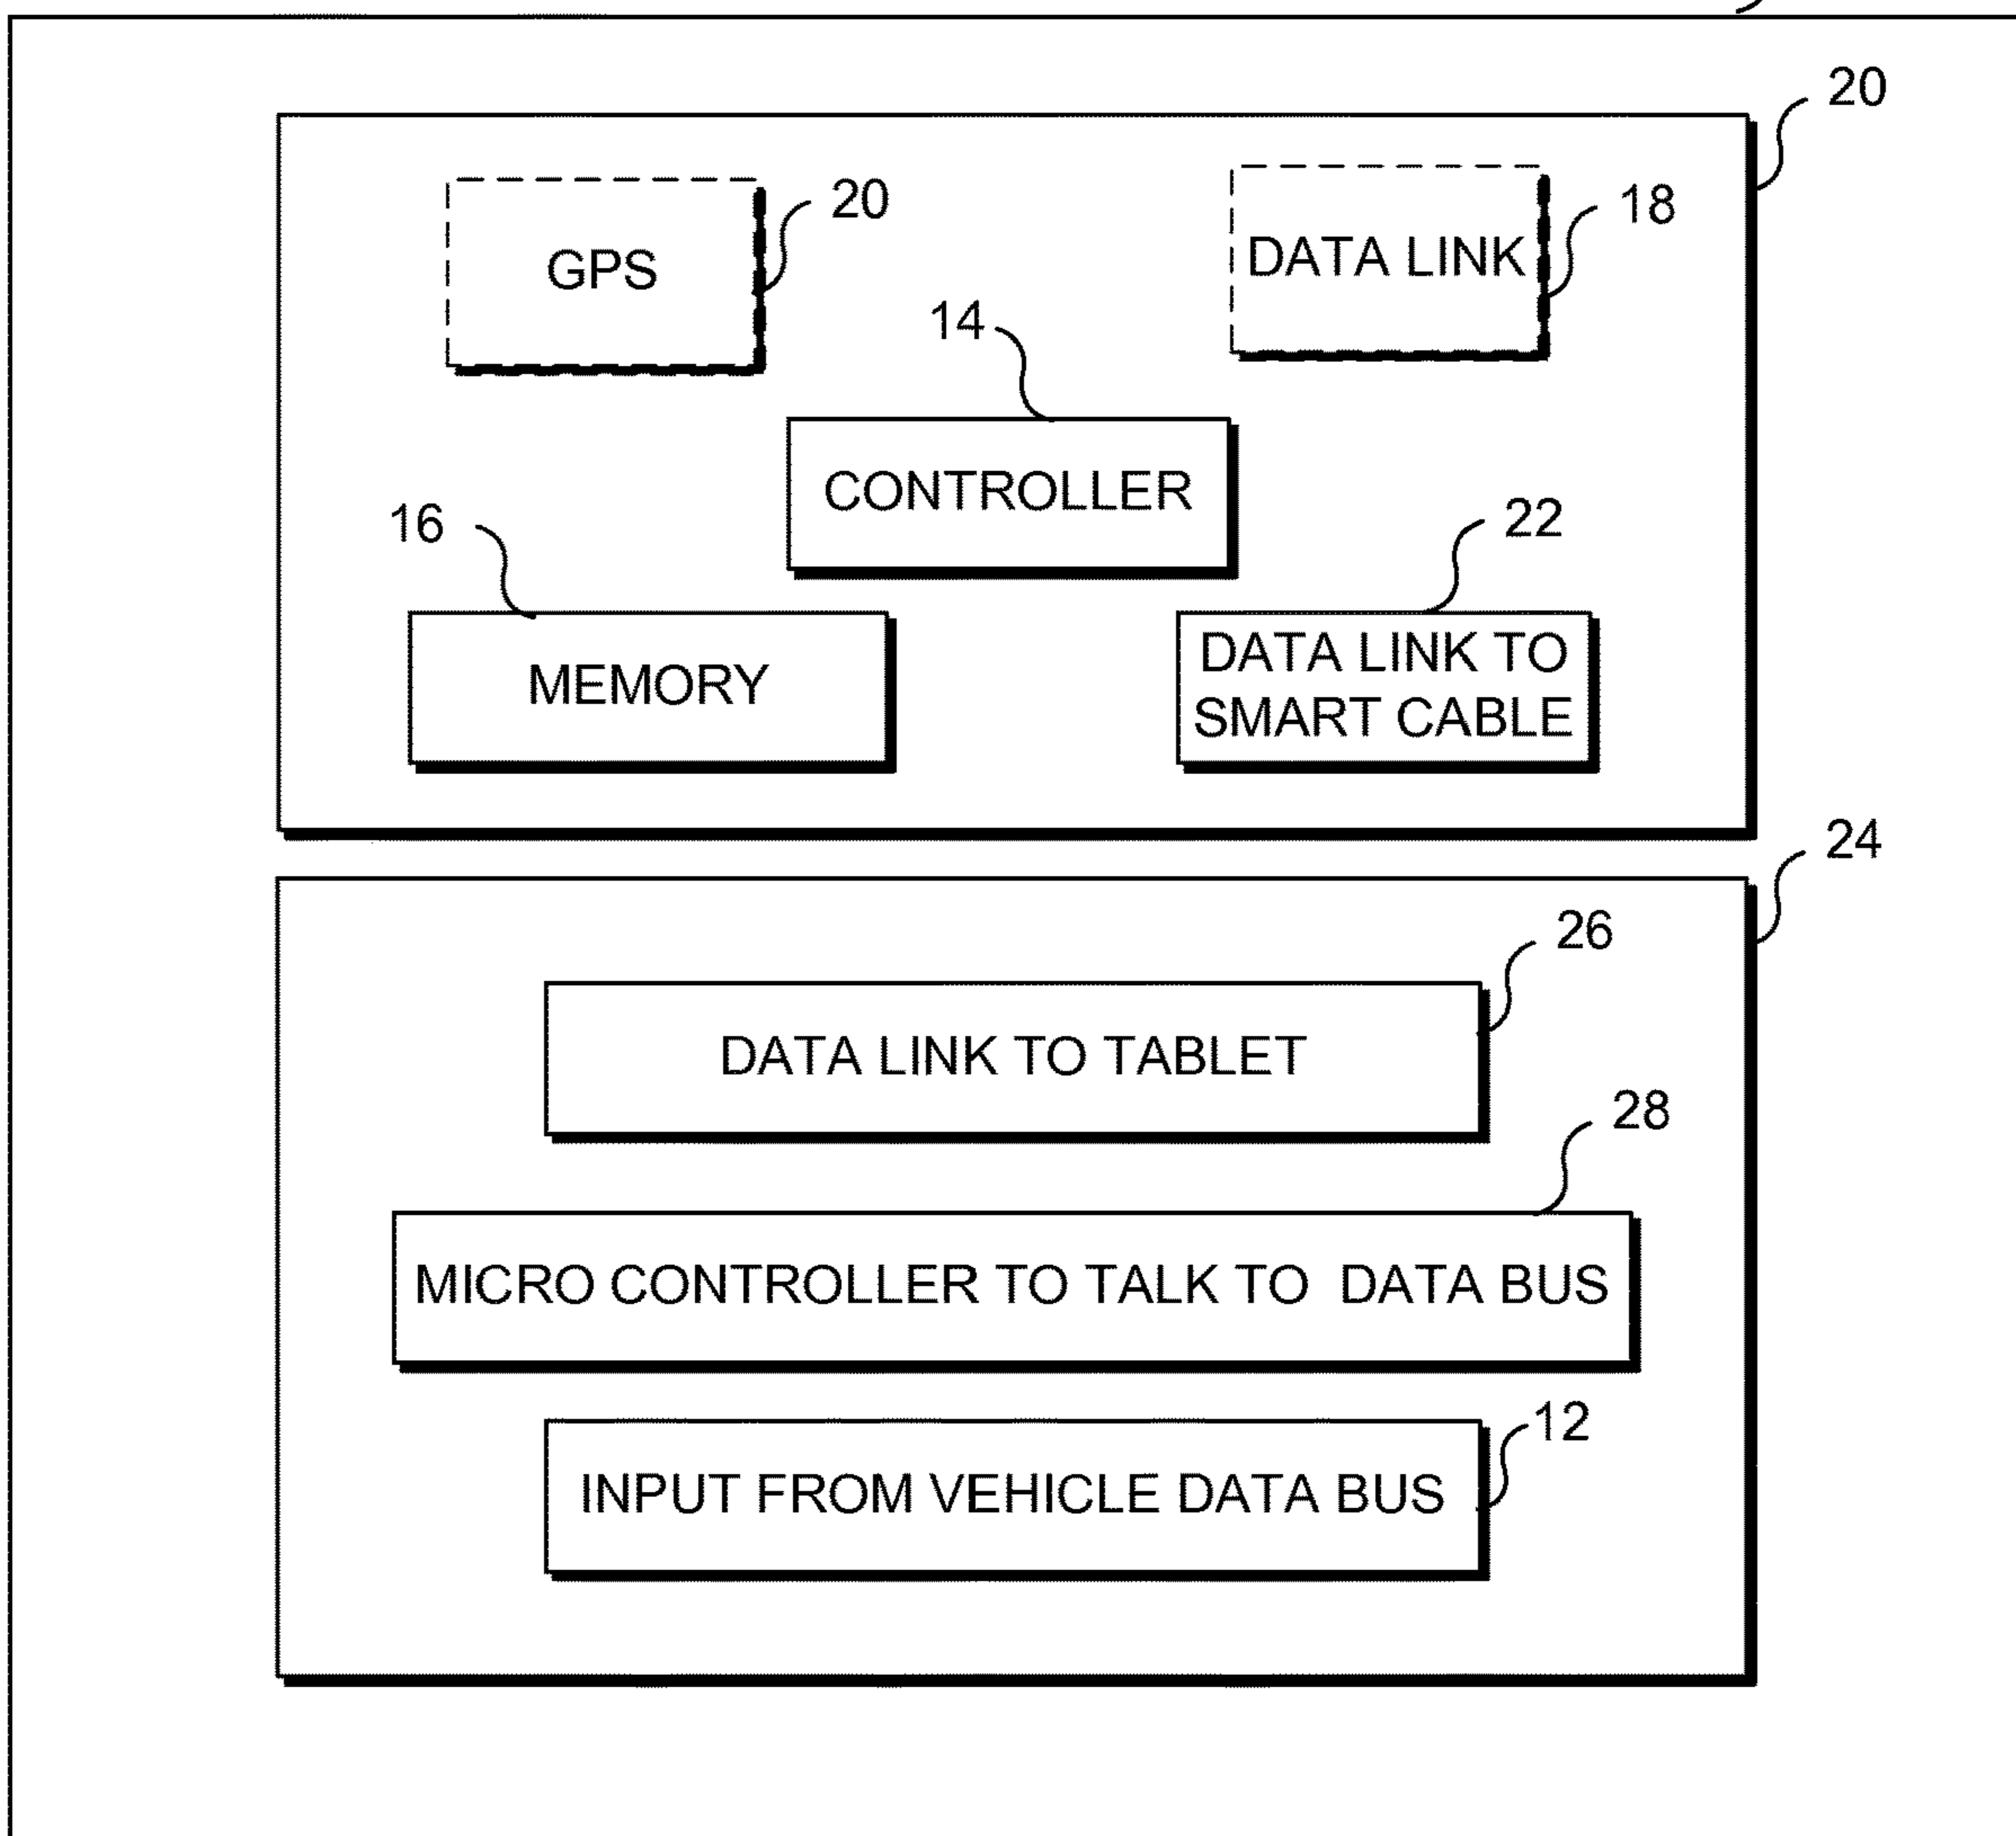 20
20
18
GPS
DATA LINK
14
CONTROLLER
16
22
MEMORY
DATA LINK TO
SMART CABLE
24
26
DATA LINK TO TABLET
28
MICRO CONTROLLER TO TALK TO DATA BUS
12
INPUT FROM VEHICLE DATA BUS